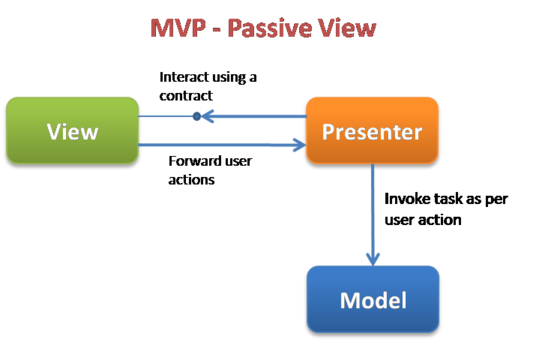 MVP - Passive View
Interact using a
contract
View
Presenter
Forward user
actions
Invoke task as per
user action
Model